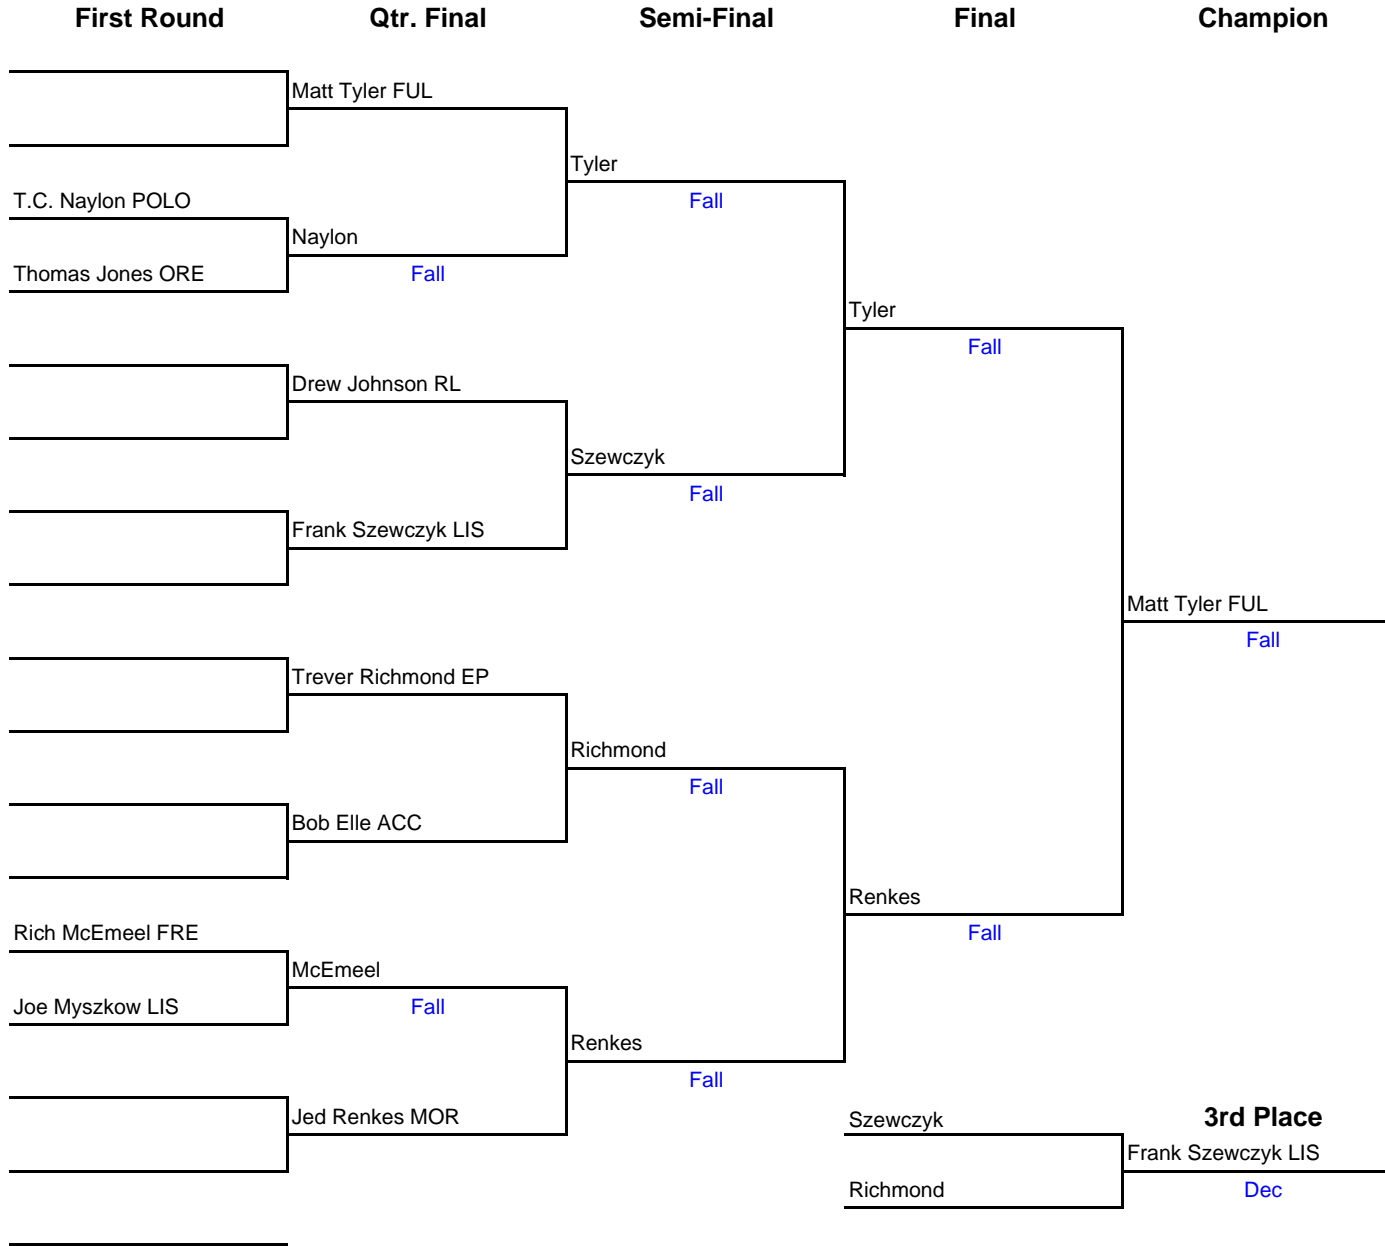 First Round Qtr. Final Semi-Final Final Champion
Matt Tyler FUL
Tyler
T.C. Naylon POLO Fall
Naylon
Thomas Jones ORE Fall
Tyler
Fall
Drew Johnson RL
Szewczyk
Fall
Frank Szewczyk LIS
Matt Tyler FUL
Fall
Trever Richmond EP
Richmond
Fall
Bob Elle ACC
Renkes
Rich McEmeel FRE Fall
McEmeel
Joe Myszkow LIS Fall
Renkes
Fall
Jed Renkes MOR Szewczyk 3rd Place
Frank Szewczyk LIS
Richmond Dec